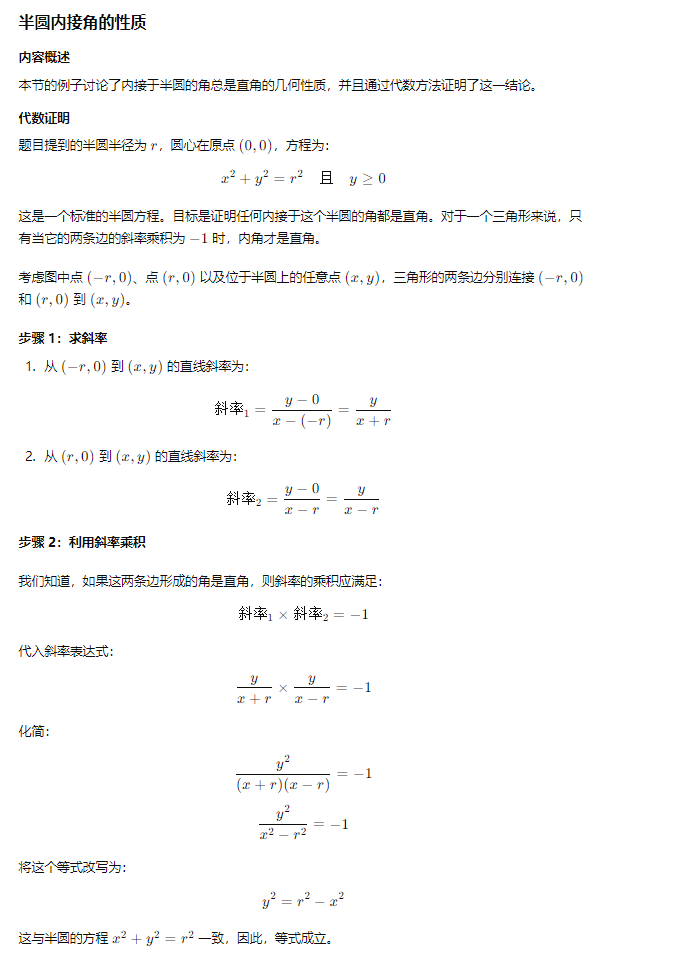 半圆内接角的性质
内容概述
本节的例子讨论了内接于半圆的角总是直角的几何性质，并且通过代数方法证明了这一结论。
代数证明
题目提到的半圆半径为 r，圆心在原点 (0, 0)，方程为：
x² + y² = r² 且 y ≥ 0
这是一个标准的半圆方程。目标是证明任何内接于这个半圆的角都是直角。对于一个三角形来说，只
有当它的两条边的斜率乘积为 −1 时，内角才是直角。
考虑图中点 (−r, 0)、点 (r, 0) 以及位于半圆上的任意点 (x, y)，三角形的两条边分别连接 (−r, 0)
和 (r, 0) 到 (x, y)。
步骤 1：求斜率
1. 从 (−r, 0) 到 (x, y) 的直线斜率为：
斜率₁ = (y − 0)/(x − (−r)) = y/(x + r)
2. 从 (r, 0) 到 (x, y) 的直线斜率为：
斜率₂ = (y − 0)/(x − r) = y/(x − r)
步骤 2：利用斜率乘积
我们知道，如果这两条边形成的角是直角，则斜率的乘积应满足：
斜率₁ × 斜率₂ = −1
代入斜率表达式：
y/(x + r) × y/(x − r) = −1
化简：
y²/((x + r)(x − r)) = −1
y²/(x² − r²) = −1
将这个等式改写为：
y² = r² − x²
这与半圆的方程 x² + y² = r² 一致，因此，等式成立。